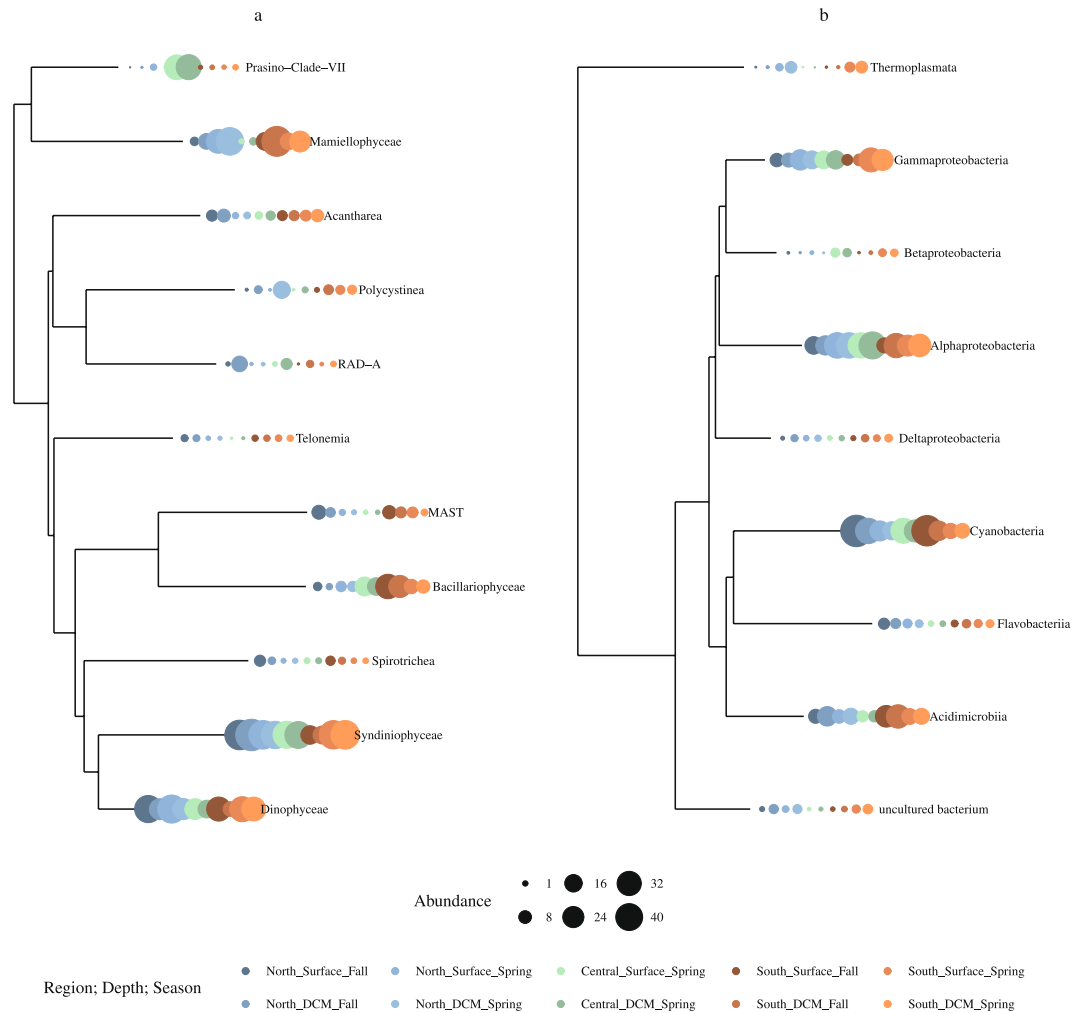 a
Prasino–Clade–VII
Mamiellophyceae
Acantharea
Polycystinea
RAD–A
Telonemia
MAST
Bacillariophyceae
Spirotrichea
Syndiniophyceae
Dinophyceae
b
Thermoplasmata
Gammaproteobacteria
Betaproteobacteria
Alphaproteobacteria
Deltaproteobacteria
Cyanobacteria
Flavobacteriia
Acidimicrobiia
uncultured bacterium
Abundance
1 16 32
8 24 40
Region; Depth; Season
North_Surface_Fall North_Surface_Spring Central_Surface_Spring South_Surface_Fall South_Surface_Spring
North_DCM_Fall North_DCM_Spring Central_DCM_Spring South_DCM_Fall South_DCM_Spring